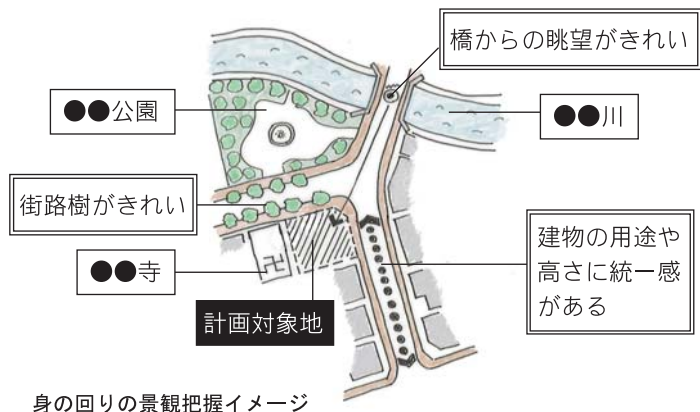 橋からの眺望がきれい
●●公園
●●川
街路樹がきれい
建物の用途や
高さに統一感
がある
●●寺
卍
計画対象地
身の回りの景観把握イメージ